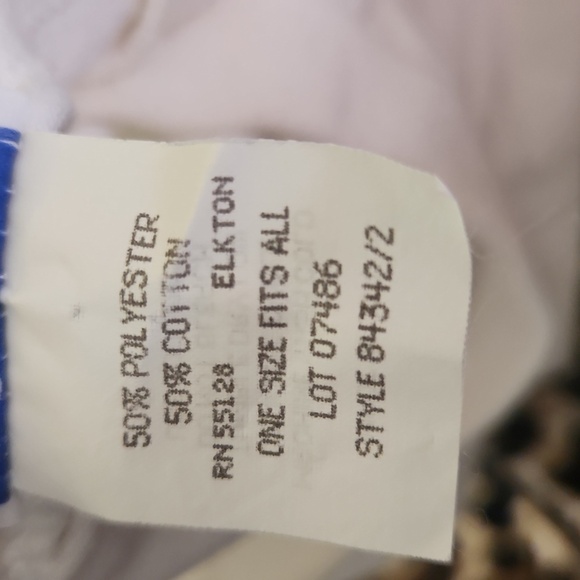 50% POLYESTER
50% COTTON
RN 55128 ELKTON
ONE SIZE FITS ALL
LOT 07486
STYLE 84342/2